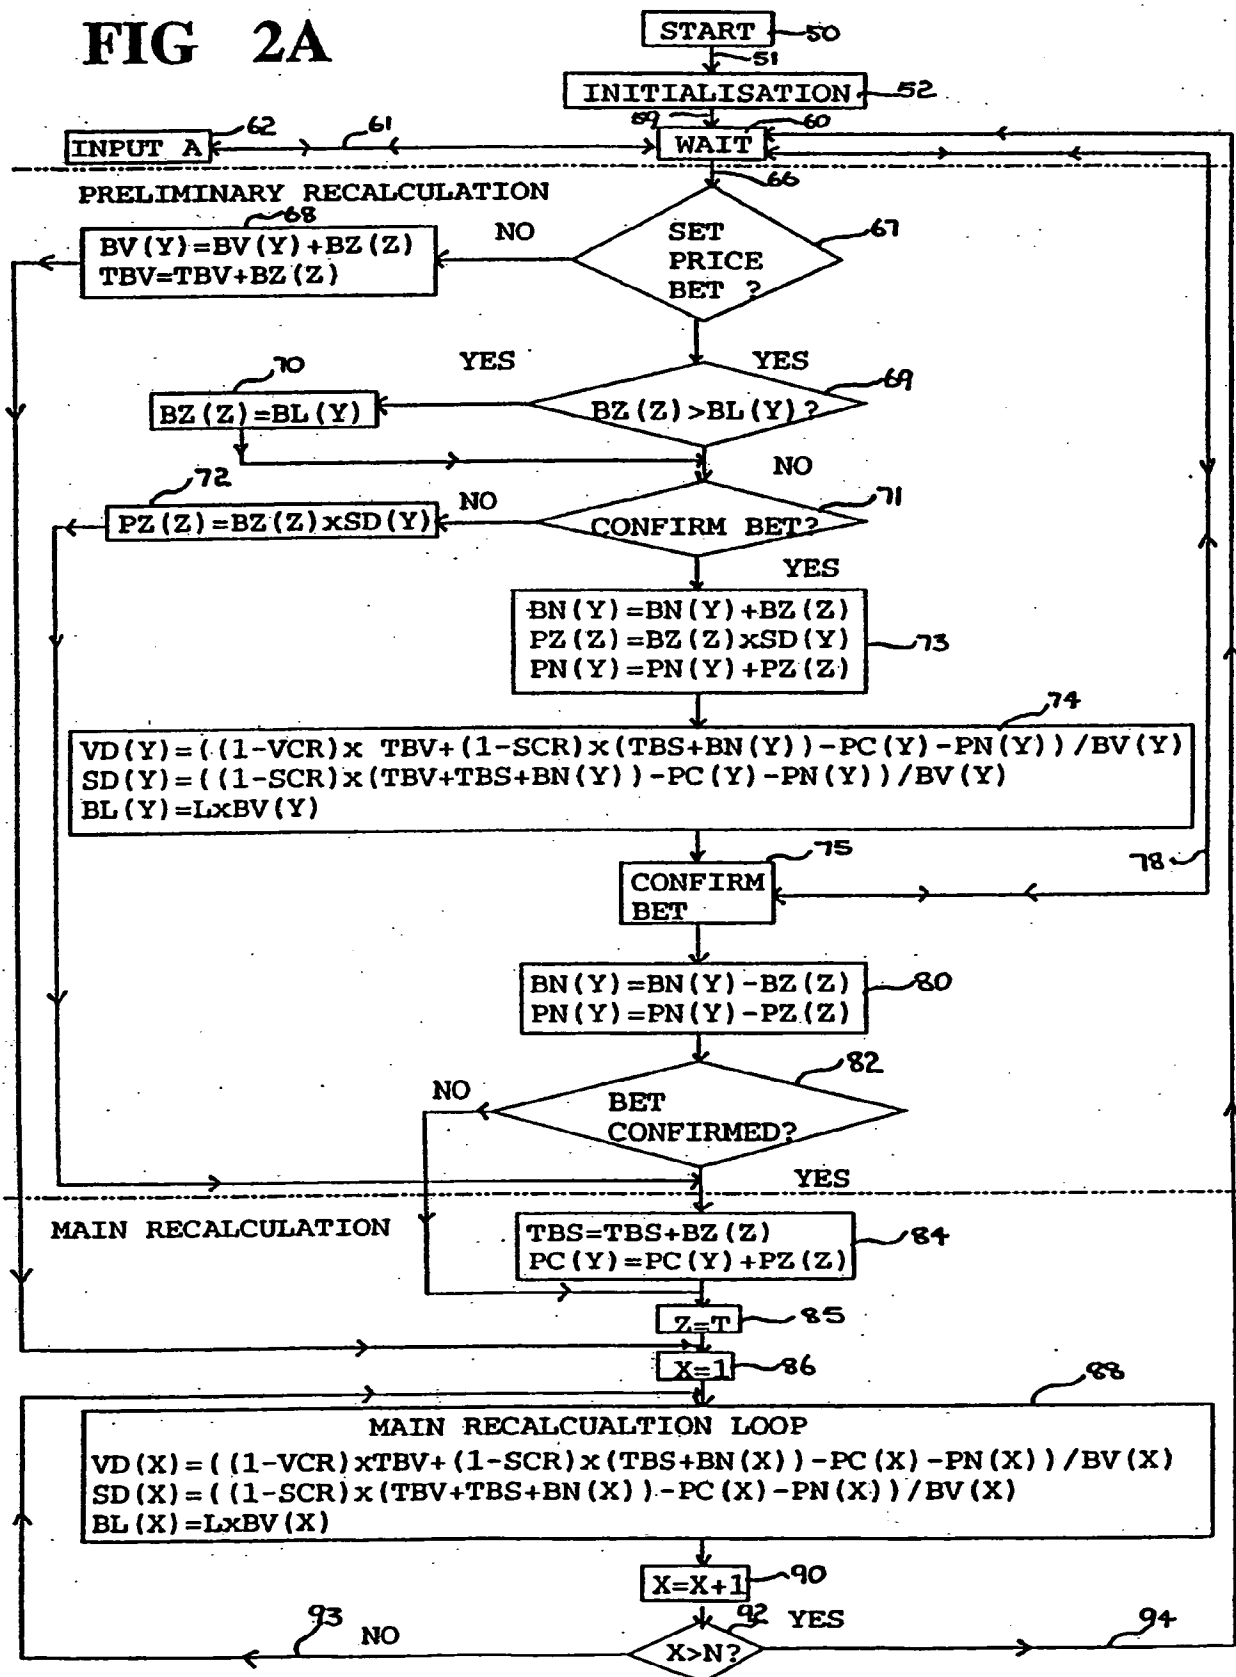 FIG 2A
START 50
51
INITIALISATION 52
59
60
62
61
INPUT A
WAIT
66
PRELIMINARY RECALCULATION
68
67
NO
SET
PRICE
BET ?
BV(Y)=BV(Y)+BZ(Z)
TBV=TBV+BZ(Z)
YES
YES
70
69
BZ(Z)=BL(Y)
BZ(Z)>BL(Y)?
NO
72
71
NO
PZ(Z)=BZ(Z)xSD(Y)
CONFIRM BET?
YES
BN(Y)=BN(Y)+BZ(Z)
PZ(Z)=BZ(Z)xSD(Y)
PN(Y)=PN(Y)+PZ(Z)
73
74
VD(Y)=((1-VCR)x TBV+(1-SCR)x(TBS+BN(Y))-PC(Y)-PN(Y))/BV(Y)
SD(Y)=((1-SCR)x(TBV+TBS+BN(Y))-PC(Y)-PN(Y))/BV(Y)
BL(Y)=LxBV(Y)
75
78
CONFIRM
BET
BN(Y)=BN(Y)-BZ(Z)
PN(Y)=PN(Y)-PZ(Z)
80
82
NO
BET
CONFIRMED?
YES
MAIN RECALCULATION
TBS=TBS+BZ(Z)
PC(Y)=PC(Y)+PZ(Z)
84
Z=T 85
X=1 86
88
MAIN RECALCUALTION LOOP
VD(X)=((1-VCR)xTBV+(1-SCR)x(TBS+BN(X))-PC(X)-PN(X))/BV(X)
SD(X)=((1-SCR)x(TBV+TBS+BN(X))-PC(X)-PN(X))/BV(X)
BL(X)=LxBV(X)
X=X+1 90
93
NO
92
YES
94
X>N?